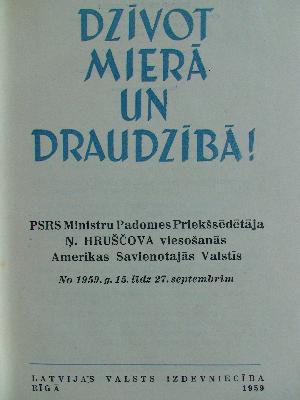 DZĪVOT
MIERĀ
UN
DRAUDZĪBĀ!
PSRS Ministru Padomes Priekšsēdētāja
Ņ. HRUŠČOVA viesošanās
Amerikas Savienotajās Valstīs
No 1959. g. 15. līdz 27. septembrim
LATVIJAS VALSTS IZDEVNIECĪBA
RĪGĀ 1959